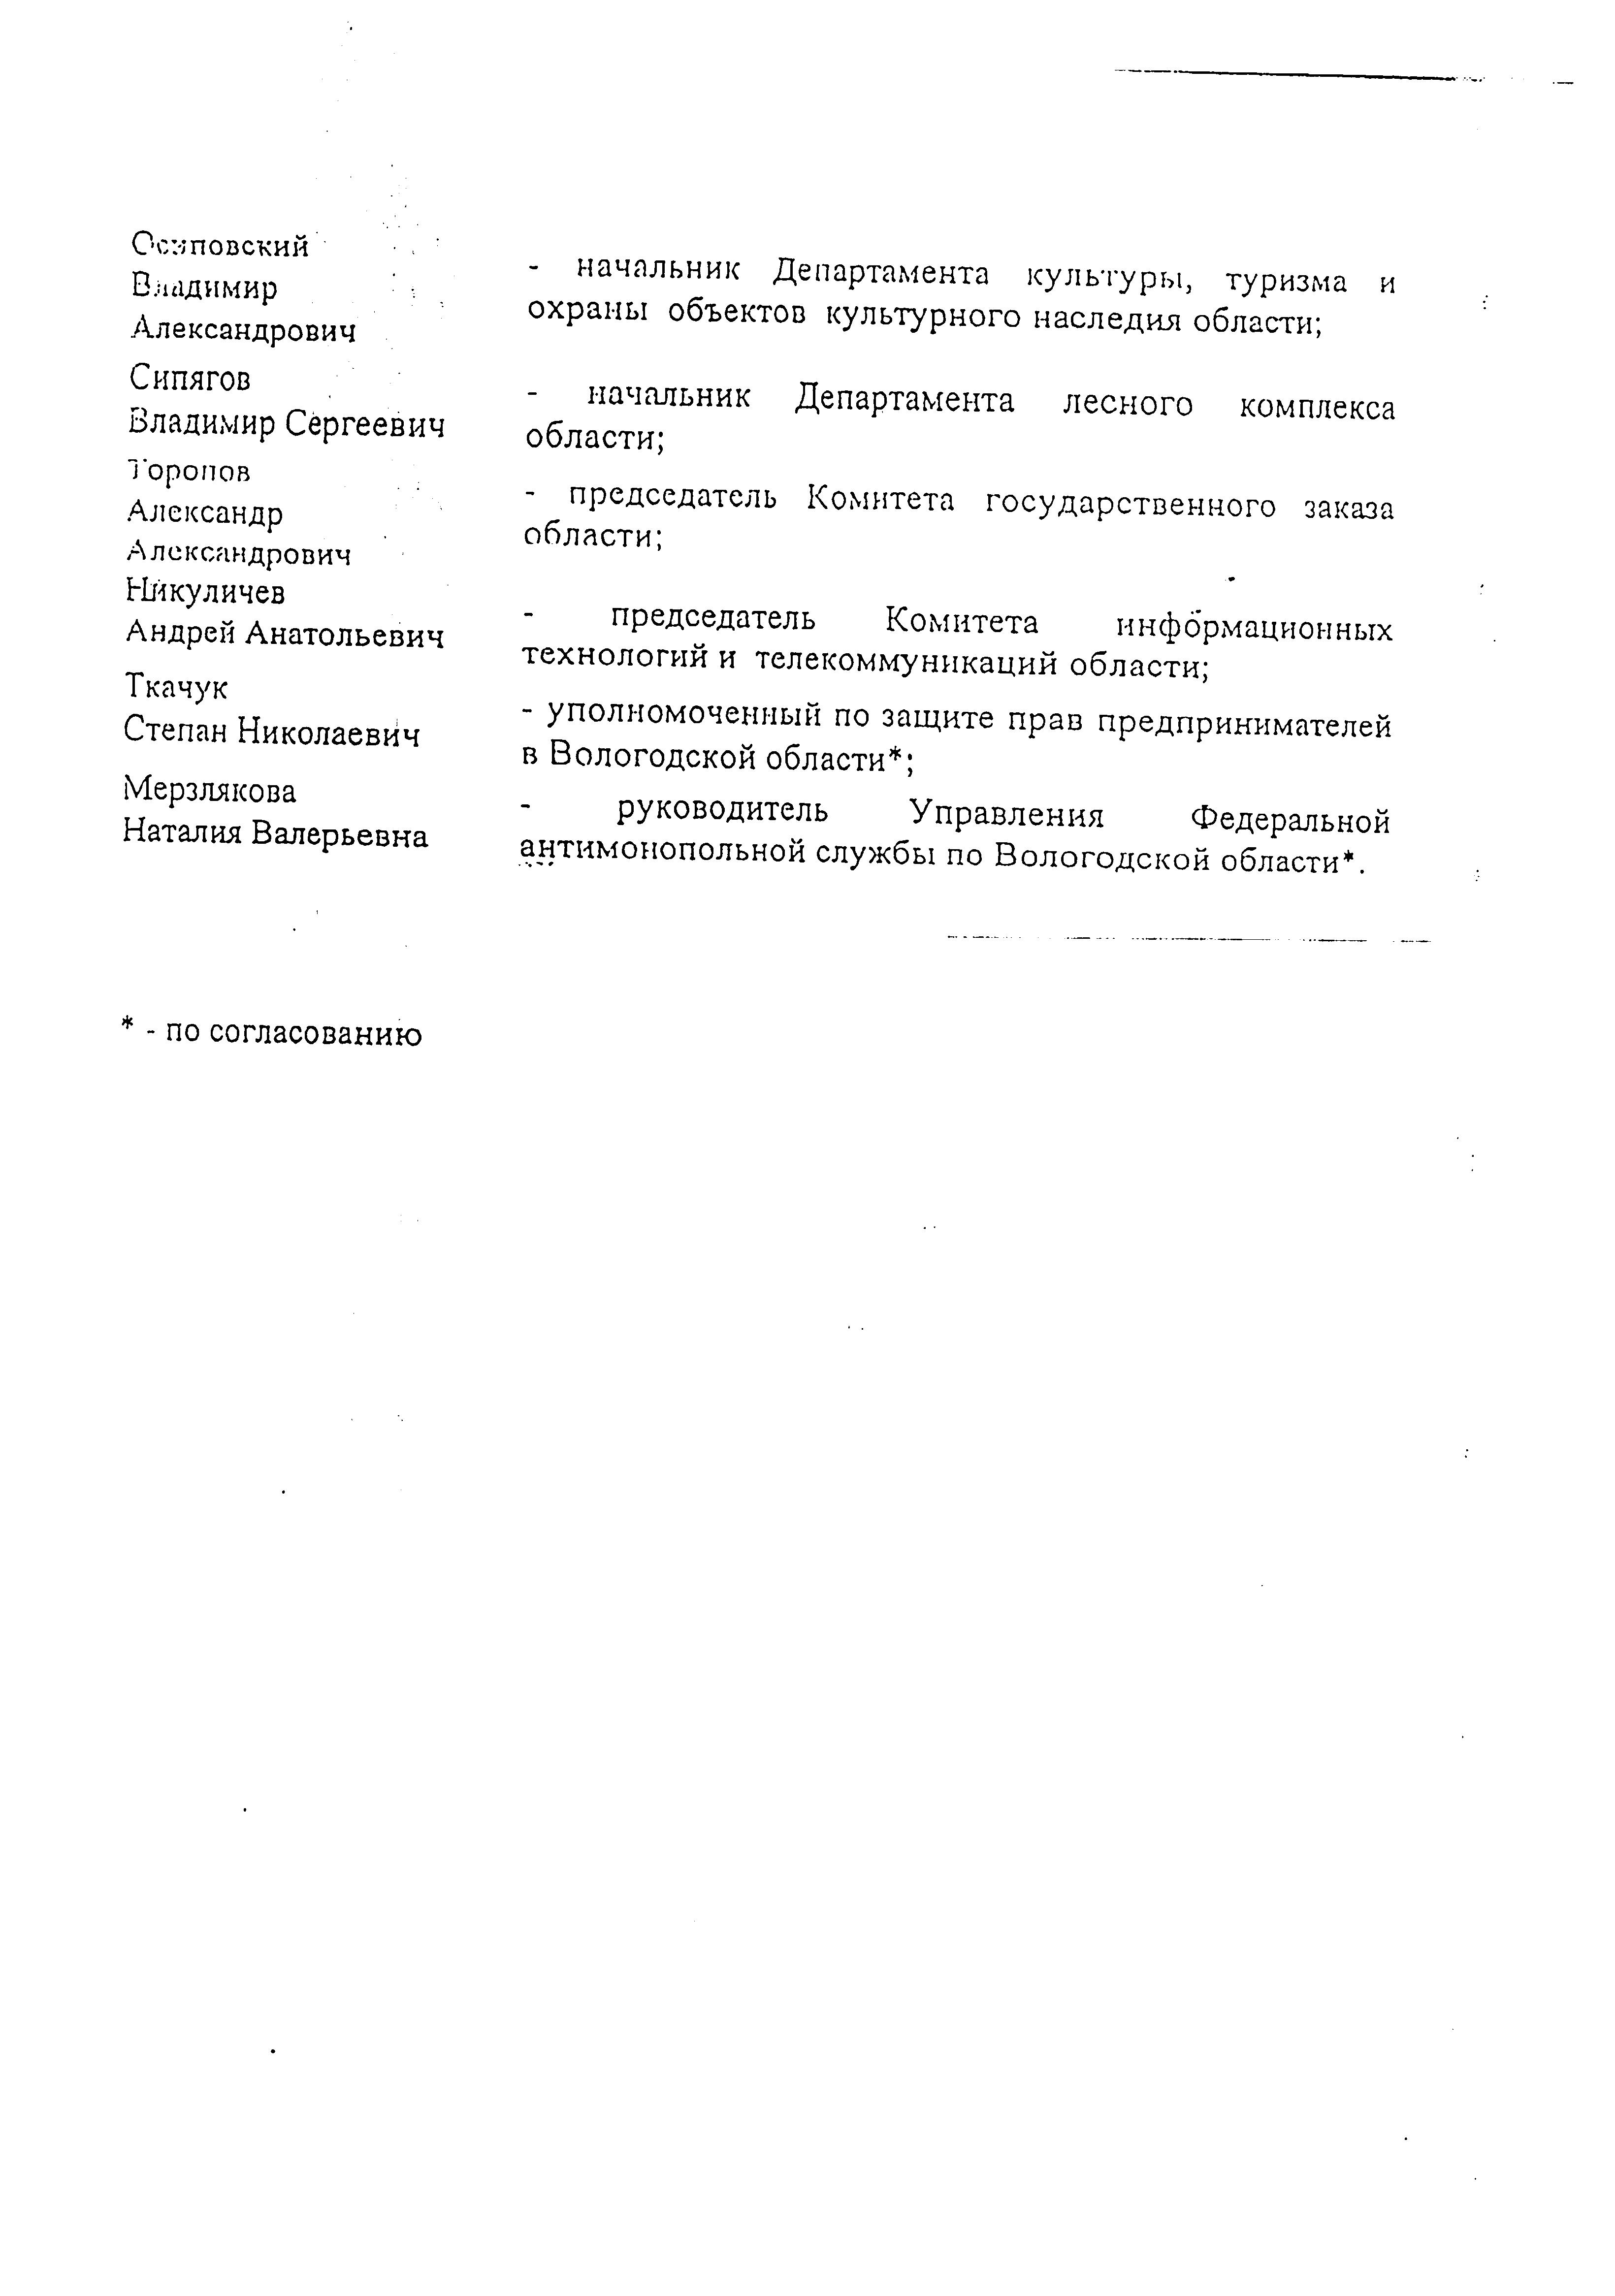 Осиповский
Владимир
Александрович
- начальник Департамента культуры, туризма и
охраны объектов культурного наследия области;
Сипягов
Владимир Сергеевич
- начальник Департамента лесного комплекса
области;
Торопов
Александр
Александрович
- председатель Комитета государственного заказа
области;
Никуличев
Андрей Анатольевич
- председатель Комитета информационных
технологий и телекоммуникаций области;
Ткачук
Степан Николаевич
- уполномоченный по защите прав предпринимателей
в Вологодской области*;
Мерзлякова
Наталия Валерьевна
- руководитель Управления Федеральной
антимонопольной службы по Вологодской области*.
* - по согласованию